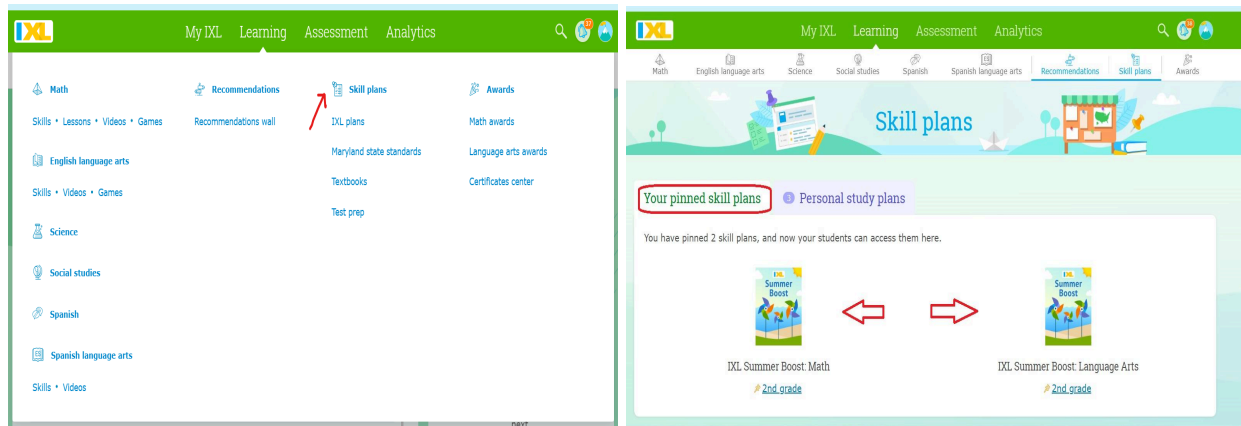 IXL
My IXL Learning Assessment Analytics
37
Math
Skills • Lessons • Videos • Games
English language arts
Skills • Videos • Games
Science
Social studies
Spanish
Spanish language arts
Skills • Videos
Recommendations
Recommendations wall
Skill plans
IXL plans
Maryland state standards
Textbooks
Test prep
Awards
Math awards
Language arts awards
Certificates center
next
IXL
My IXL Learning Assessment Analytics
Math English language arts Science Social studies Spanish Spanish language arts Recommendations Skill plans Awards
Skill plans
Your pinned skill plans
3 Personal study plans
You have pinned 2 skill plans, and now your students can access them here.
IXL
Summer
Boost
IXL Summer Boost: Math
2nd grade
IXL
Summer
Boost
IXL Summer Boost: Language Arts
2nd grade